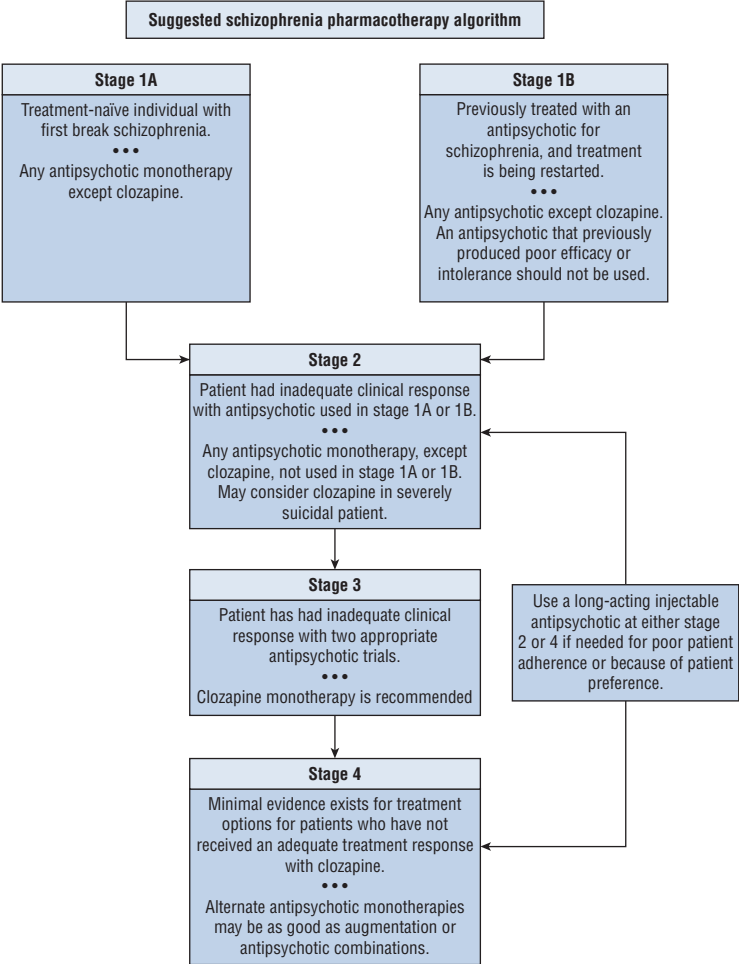 Suggested schizophrenia pharmacotherapy algorithm
Stage 1A
Treatment-naïve individual with
first break schizophrenia.
•••
Any antipsychotic monotherapy
except clozapine.
Stage 1B
Previously treated with an
antipsychotic for
schizophrenia, and treatment
is being restarted.
•••
Any antipsychotic except clozapine.
An antipsychotic that previously
produced poor efficacy or
intolerance should not be used.
Stage 2
Patient had inadequate clinical response
with antipsychotic used in stage 1A or 1B.
•••
Any antipsychotic monotherapy, except
clozapine, not used in stage 1A or 1B.
May consider clozapine in severely
suicidal patient.
Stage 3
Patient has had inadequate clinical
response with two appropriate
antipsychotic trials.
•••
Clozapine monotherapy is recommended
Use a long-acting injectable
antipsychotic at either stage
2 or 4 if needed for poor patient
adherence or because of patient
preference.
Stage 4
Minimal evidence exists for treatment
options for patients who have not
received an adequate treatment response
with clozapine.
•••
Alternate antipsychotic monotherapies
may be as good as augmentation or
antipsychotic combinations.